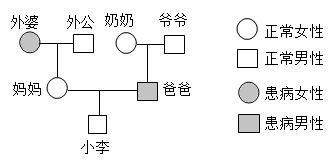 外婆 外公 奶奶 爷爷
妈妈 爸爸
小李
正常女性
正常男性
患病女性
患病男性